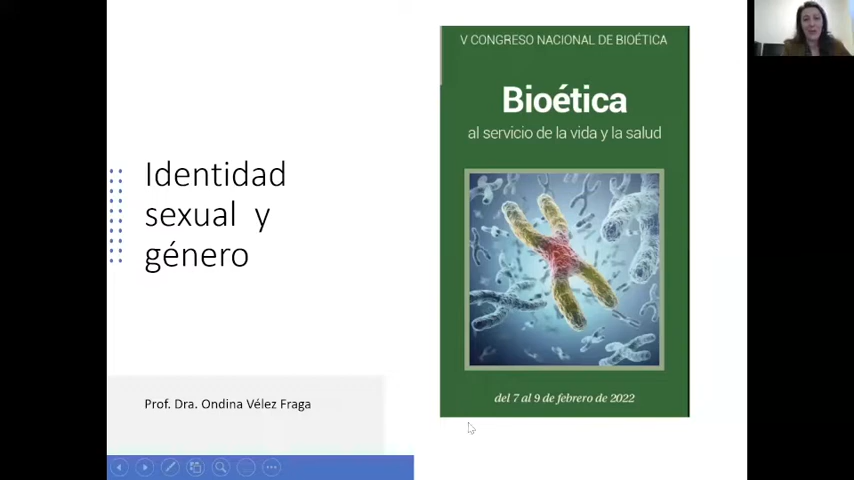 Identidad
sexual y
género
Prof. Dra. Ondina Vélez Fraga
V CONGRESO NACIONAL DE BIOÉTICA
Bioética
al servicio de la vida y la salud
del 7 al 9 de febrero de 2022